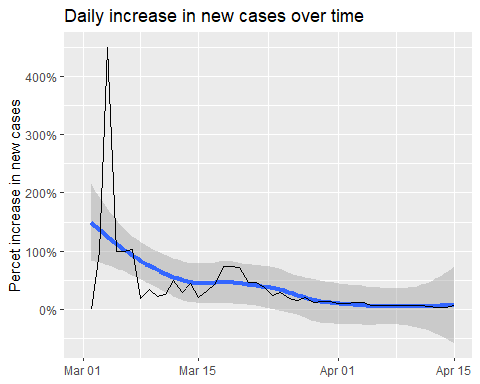 Daily increase in new cases over time
Percet increase in new cases
400%
300%
200%
100%
0%
Mar 01
Mar 15
Apr 01
Apr 15